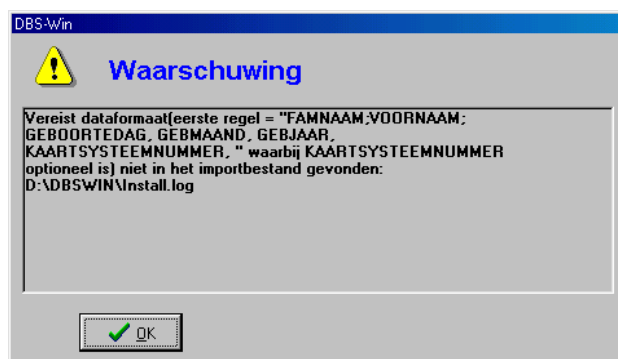 DBS-Win
Waarschuwing
Vereist dataformaat(eerste regel = "FAMNAAM;VOORNAAM;
GEBOORTEDAG, GEBMAAND, GEBJAAR,
KAARTSYSTEEMNUMMER, " waarbij KAARTSYSTEEMNUMMER
optioneel is) niet in het importbestand gevonden:
D:\DBSWIN\Install.log
OK